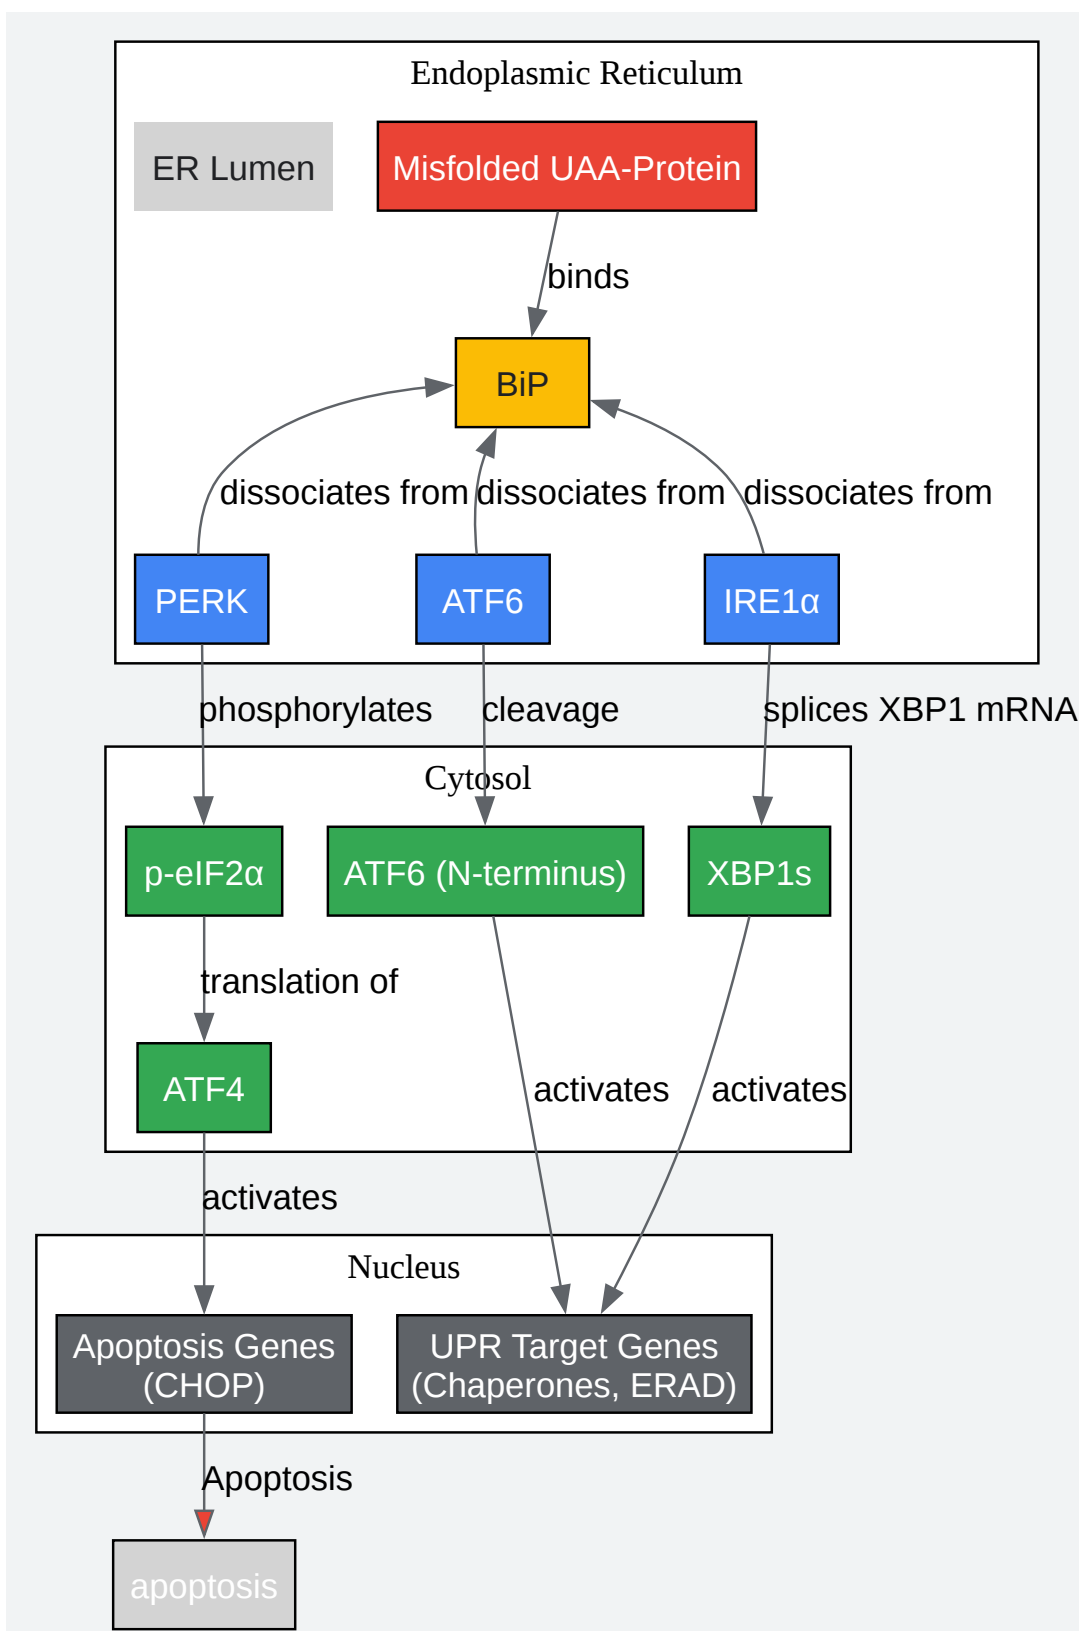 Endoplasmic Reticulum
ER Lumen
Misfolded UAA-Protein
binds
BiP
dissociates from
dissociates from
dissociates from
PERK
ATF6
IRE1α
phosphorylates
cleavage
splices XBP1 mRNA
Cytosol
p-eIF2α
ATF6 (N-terminus)
XBP1s
translation of
ATF4
activates
activates
activates
Nucleus
Apoptosis Genes
(CHOP)
UPR Target Genes
(Chaperones, ERAD)
Apoptosis
apoptosis